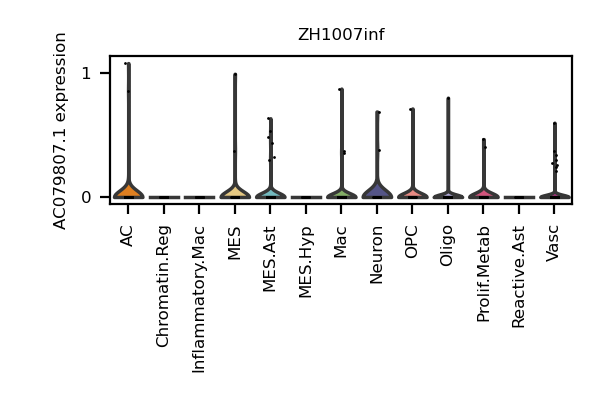 ZH1007inf
AC079807.1 expression
1
0
AC
Chromatin.Reg
Inflammatory.Mac
MES
MES.Ast
MES.Hyp
Mac
Neuron
OPC
Oligo
Prolif.Metab
Reactive.Ast
Vasc